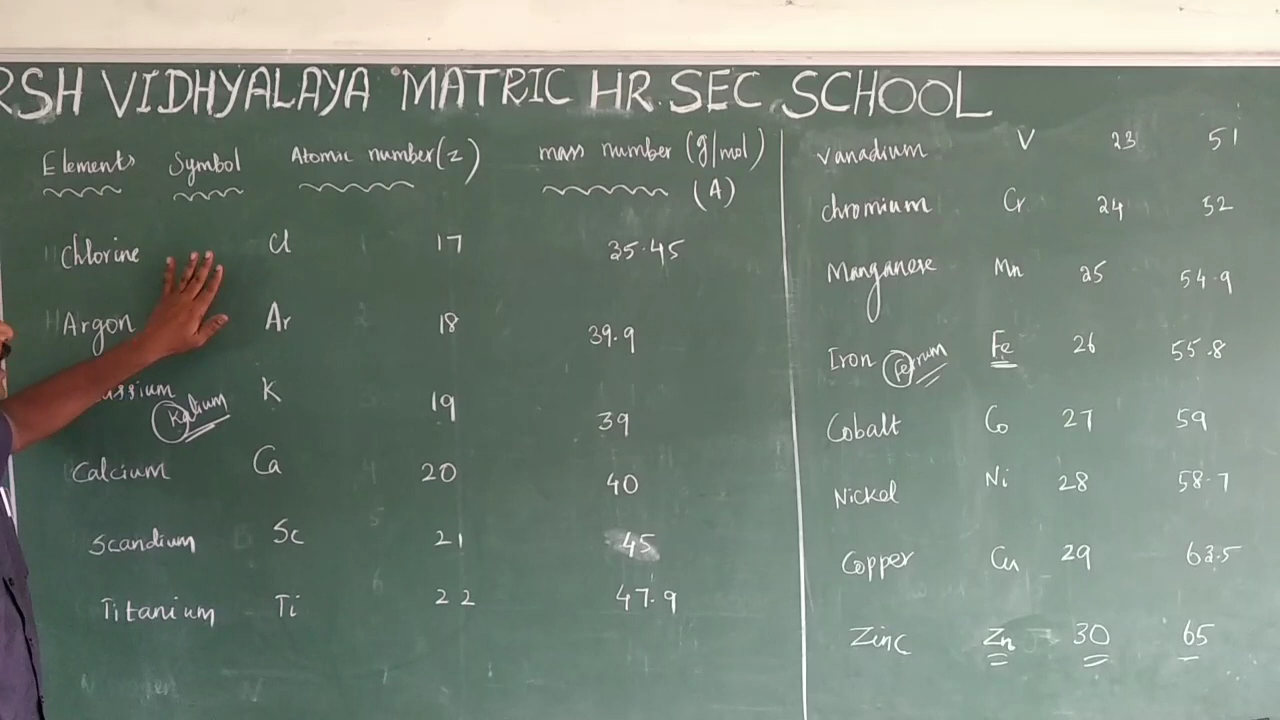 RSH VIDHYALAYA MATRIC HR. SEC SCHOOL
Elements Symbol Atomic number(z) mass number (g/mol)
(A)
Chlorine Cl 17 35.45
Argon Ar 18 39.9
ssium K 19 39
Kalium
Calcium Ca 20 40
Scandium Sc 21 45
Titanium Ti 22 47.9
Vanadium V 23 51
chromium Cr 24 52
Manganese Mn 25 54.9
Iron Ferrum Fe 26 55.8
Cobalt Co 27 59
Nickel Ni 28 58.7
Copper Cu 29 63.5
Zinc Zn 30 65